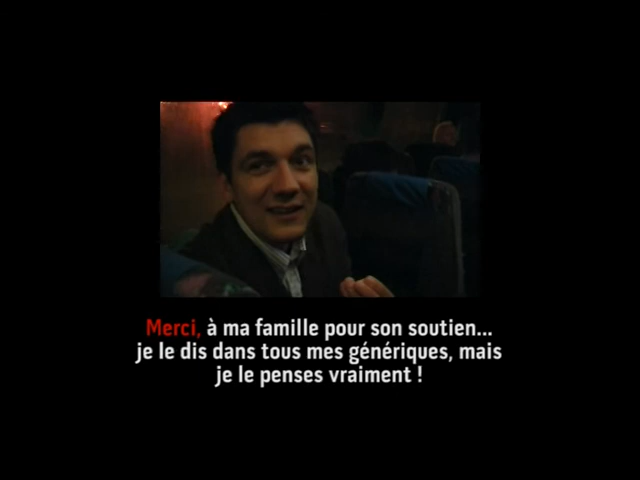 Merci, à ma famille pour son soutien...
je le dis dans tous mes génériques, mais
je le penses vraiment !